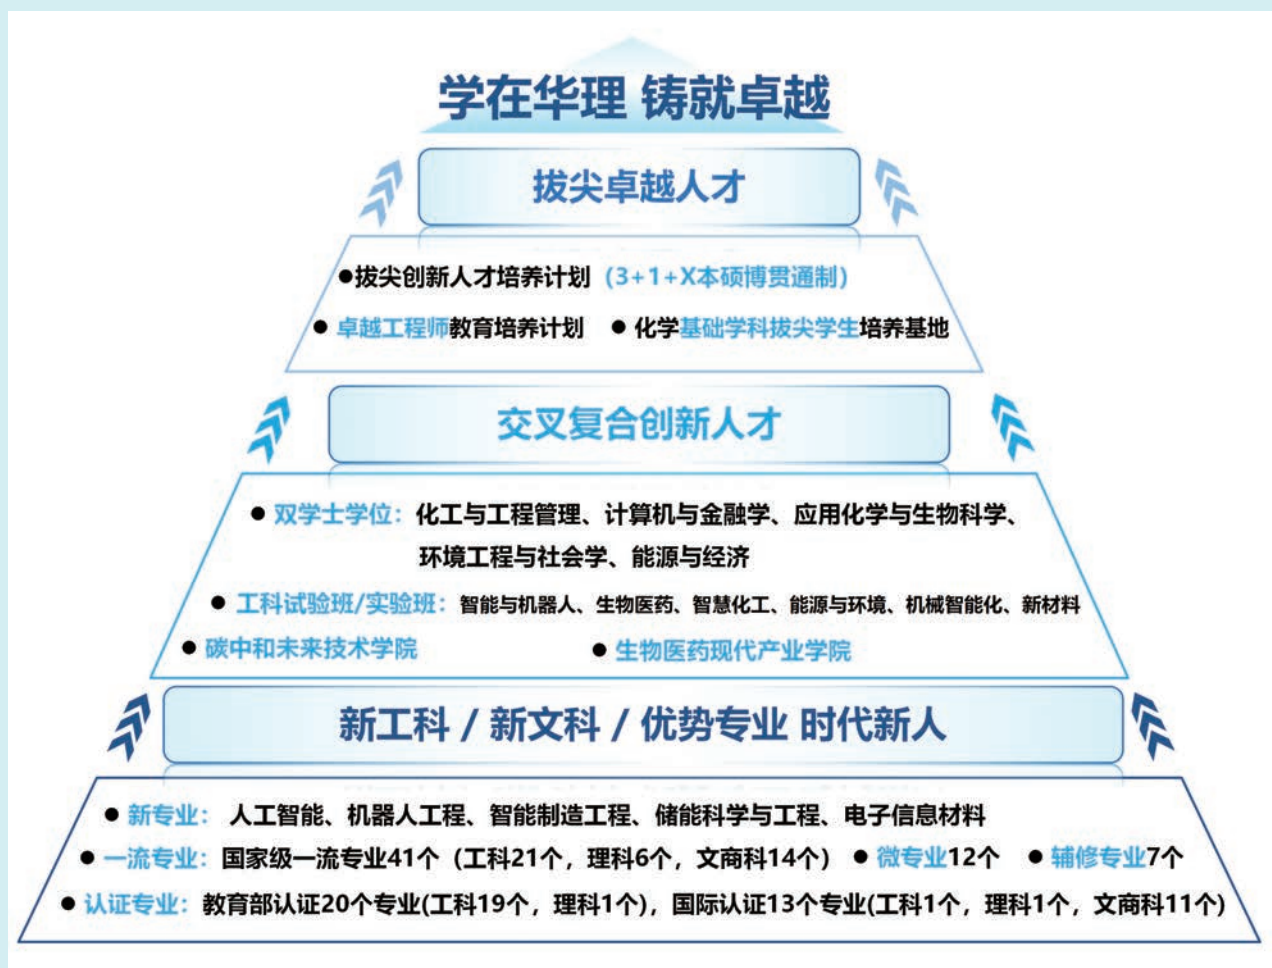 学在华理 铸就卓越
拔尖卓越人才
●拔尖创新人才培养计划（3+1+X本硕博贯通制）
● 卓越工程师教育培养计划 ● 化学基础学科拔尖学生培养基地
交叉复合创新人才
● 双学士学位：化工与工程管理、计算机与金融学、应用化学与生物科学、
环境工程与社会学、能源与经济
● 工科试验班/实验班：智能与机器人、生物医药、智慧化工、能源与环境、机械智能化、新材料
● 碳中和未来技术学院 ● 生物医药现代产业学院
新工科 / 新文科 / 优势专业 时代新人
● 新专业： 人工智能、机器人工程、智能制造工程、储能科学与工程、电子信息材料
● 一流专业：国家级一流专业41个（工科21个，理科6个，文商科14个） ● 微专业12个 ● 辅修专业7个
● 认证专业：教育部认证20个专业(工科19个，理科1个)，国际认证13个专业(工科1个，理科1个，文商科11个)